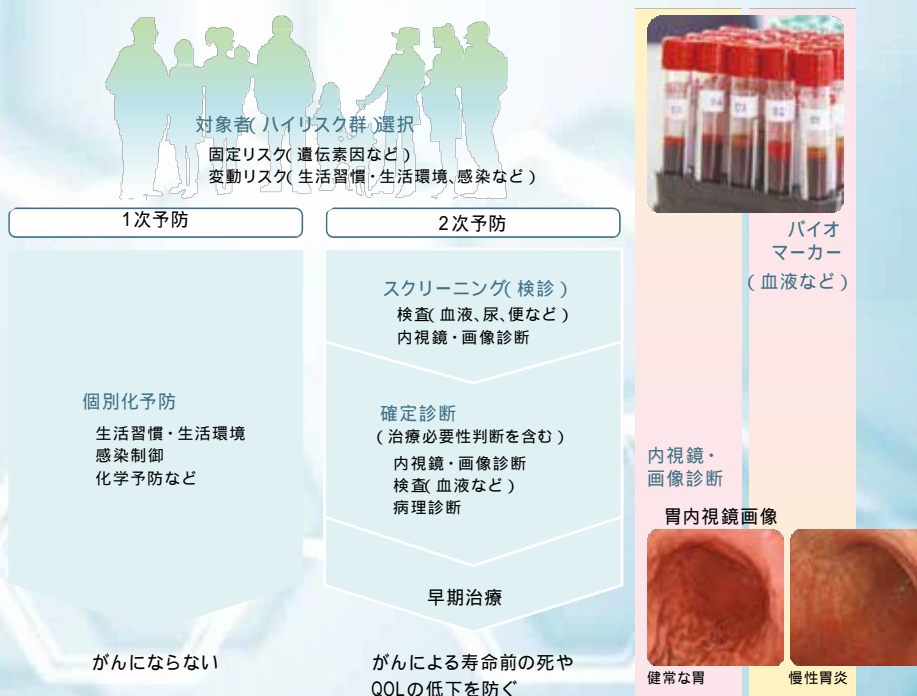 対象者(ハイリスク群)選択
固定リスク(遺伝素因など)
変動リスク(生活習慣・生活環境、感染など)
1次予防
2次予防
個別化予防
生活習慣・生活環境
感染制御
化学予防など
がんにならない
スクリーニング(検診)
検査(血液、尿、便など)
内視鏡・画像診断
確定診断
(治療必要性判断を含む)
内視鏡・画像診断
検査(血液など)
病理診断
早期治療
がんによる寿命前の死や
QOLの低下を防ぐ
バイオ
マーカー
(血液など)
内視鏡・
画像診断
胃内視鏡画像
健常な胃
慢性胃炎